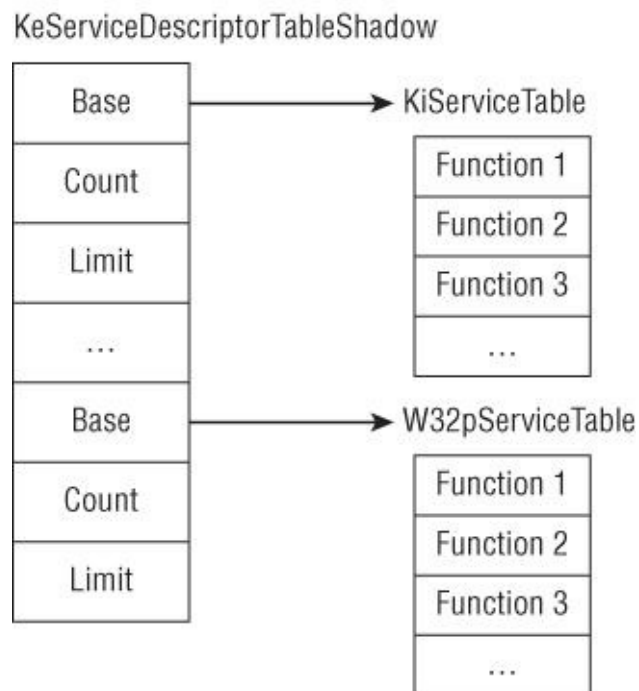 KeServiceDescriptorTableShadow
Base
Count
Limit
...
Base
Count
Limit
KiServiceTable
Function 1
Function 2
Function 3
...
W32pServiceTable
Function 1
Function 2
Function 3
...